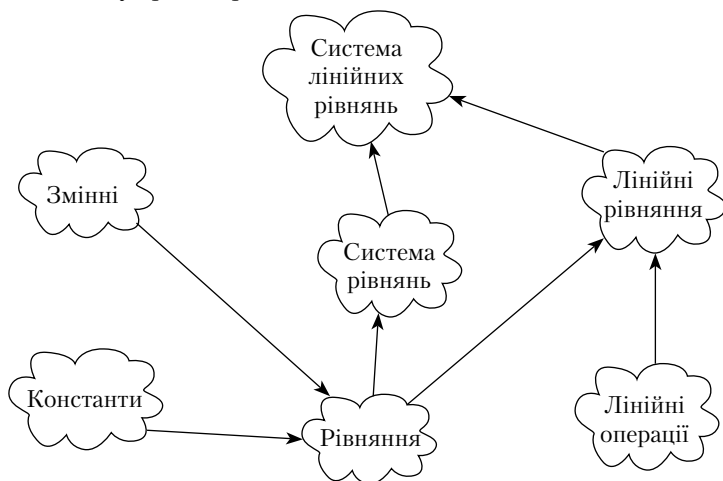 Система
лінійних
рівнянь
Змінні
Лінійні
рівняння
Система
рівнянь
Константи
Рівняння
Лінійні
операції